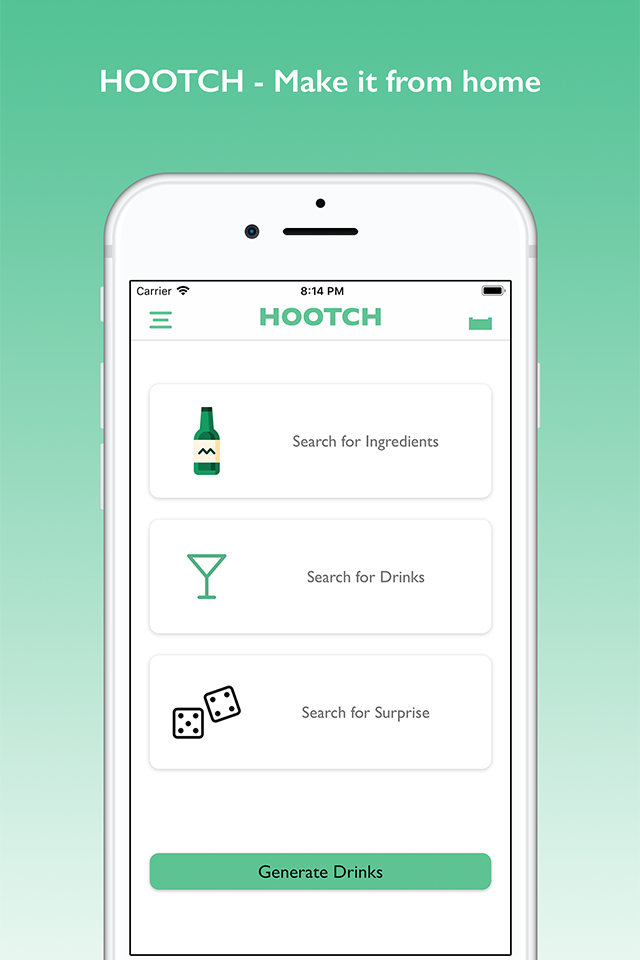 HOOTCH - Make it from home
Carrier 8:14 PM
HOOTCH
Search for Ingredients
Search for Drinks
Search for Surprise
Generate Drinks